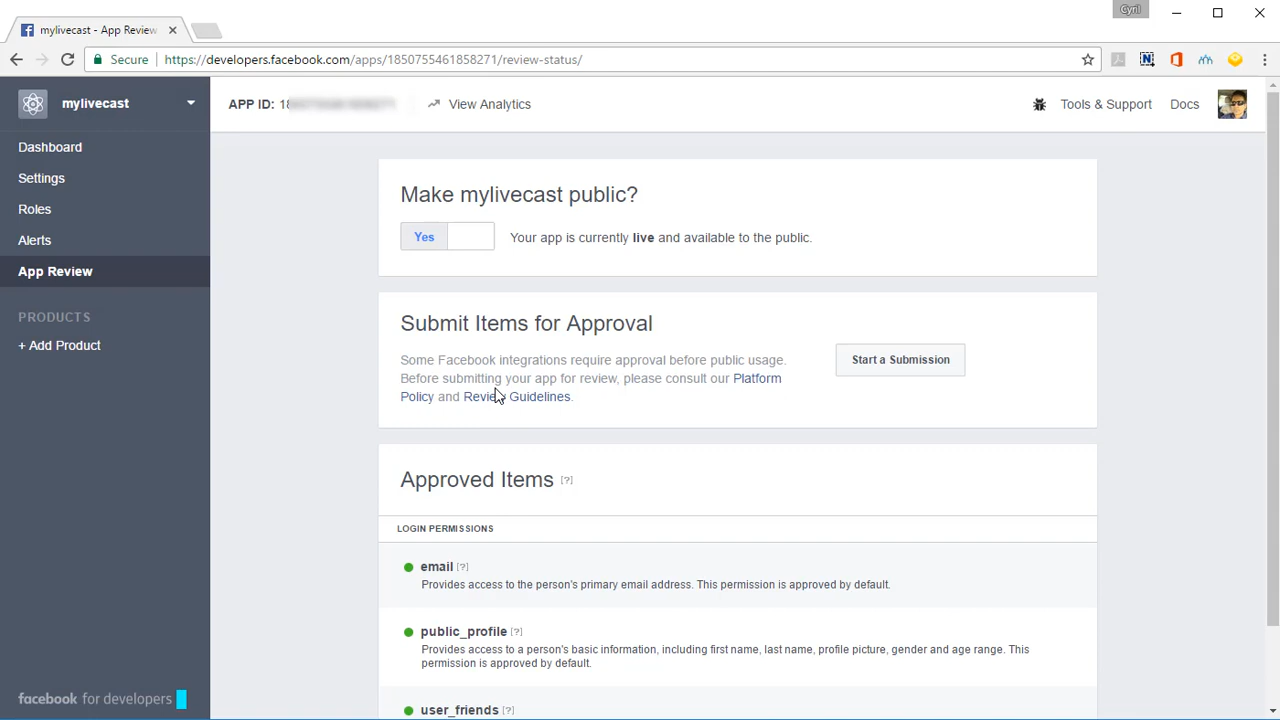 Cyril
mylivecast - App Review
Secure
https://developers.facebook.com/apps/1850755461858271/review-status/
mylivecast
APP ID: 18
View Analytics
Tools & Support
Docs
Dashboard
Settings
Roles
Alerts
App Review
PRODUCTS
+ Add Product
Make mylivecast public?
Yes
Your app is currently live and available to the public.
Submit Items for Approval
Some Facebook integrations require approval before public usage.
Before submitting your app for review, please consult our Platform
Policy and Review Guidelines.
Start a Submission
Approved Items [?]
LOGIN PERMISSIONS
email [?]
Provides access to the person's primary email address. This permission is approved by default.
public_profile [?]
Provides access to a person's basic information, including first name, last name, profile picture, gender and age range. This
permission is approved by default.
user_friends [?]
facebook for developers